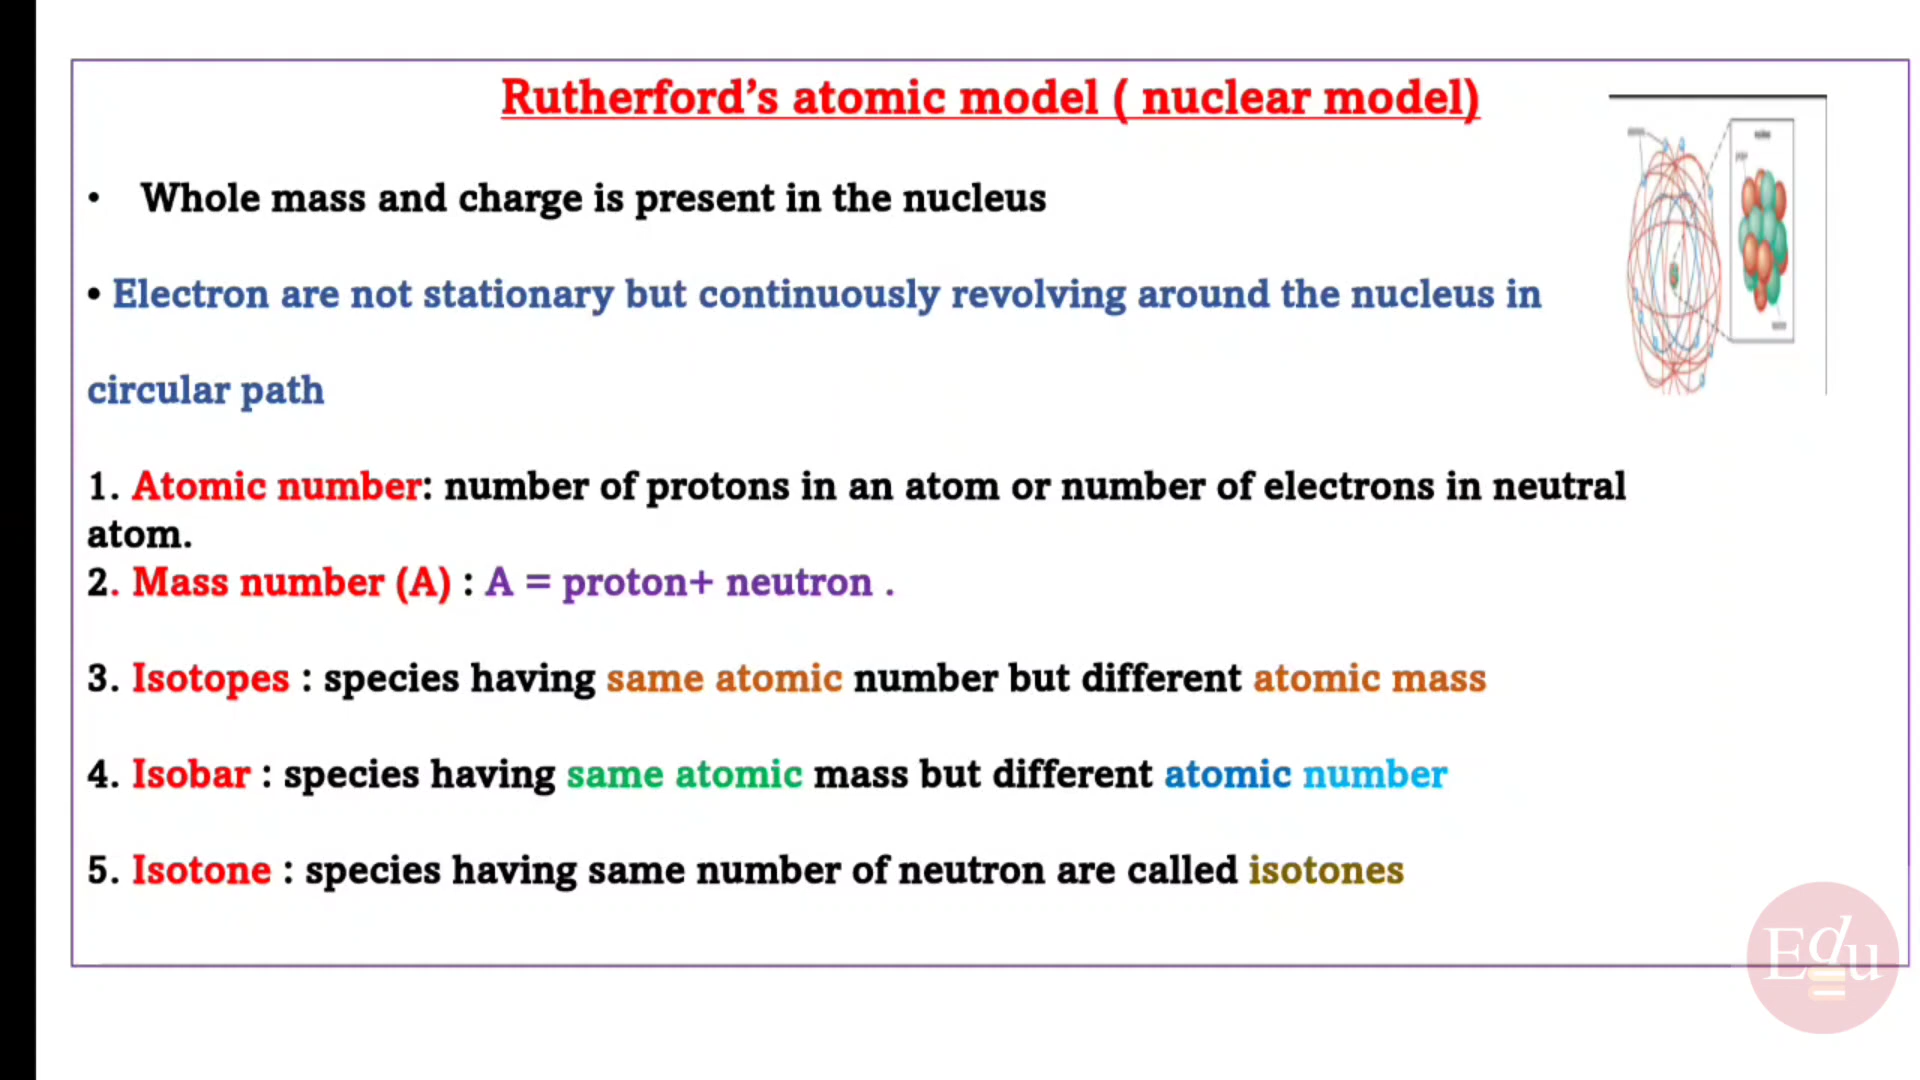 Rutherford’s atomic model ( nuclear model)
• Whole mass and charge is present in the nucleus
• Electron are not stationary but continuously revolving around the nucleus in
circular path
1. Atomic number: number of protons in an atom or number of electrons in neutral
atom.
2. Mass number (A) : A = proton+ neutron .
3. Isotopes : species having same atomic number but different atomic mass
4. Isobar : species having same atomic mass but different atomic number
5. Isotone : species having same number of neutron are called isotones
Edu